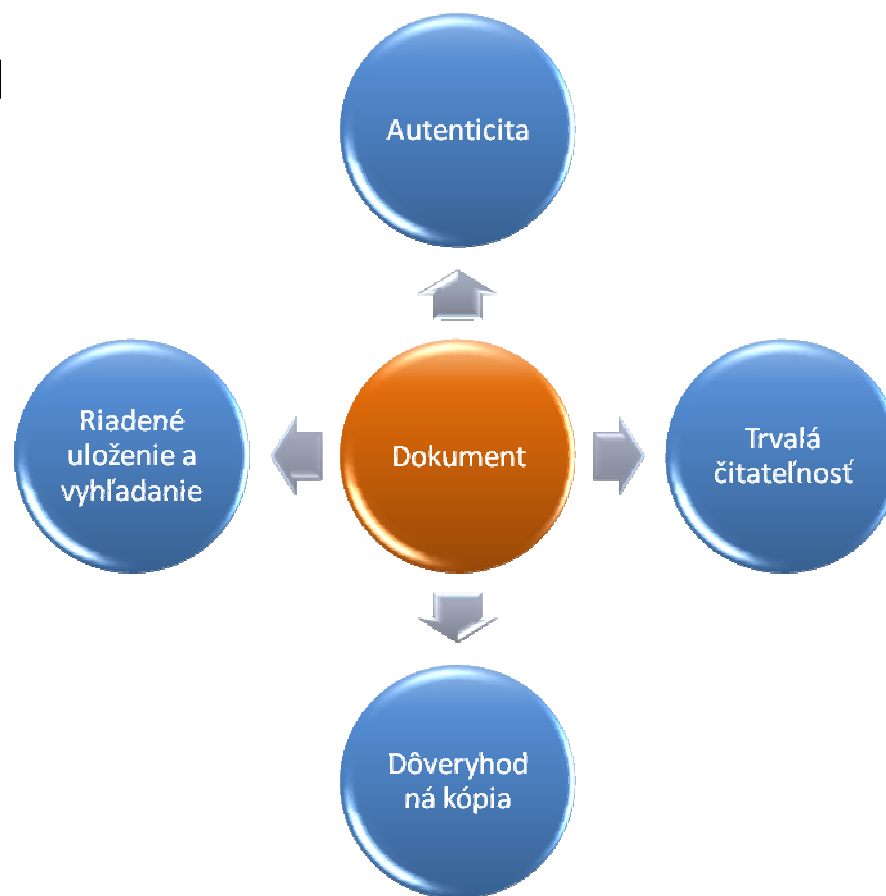 Autenticita
Riadené
uloženie a
vyhľadanie
Dokument
Trvalá
čitateľnosť
Dôveryhod
ná kópia